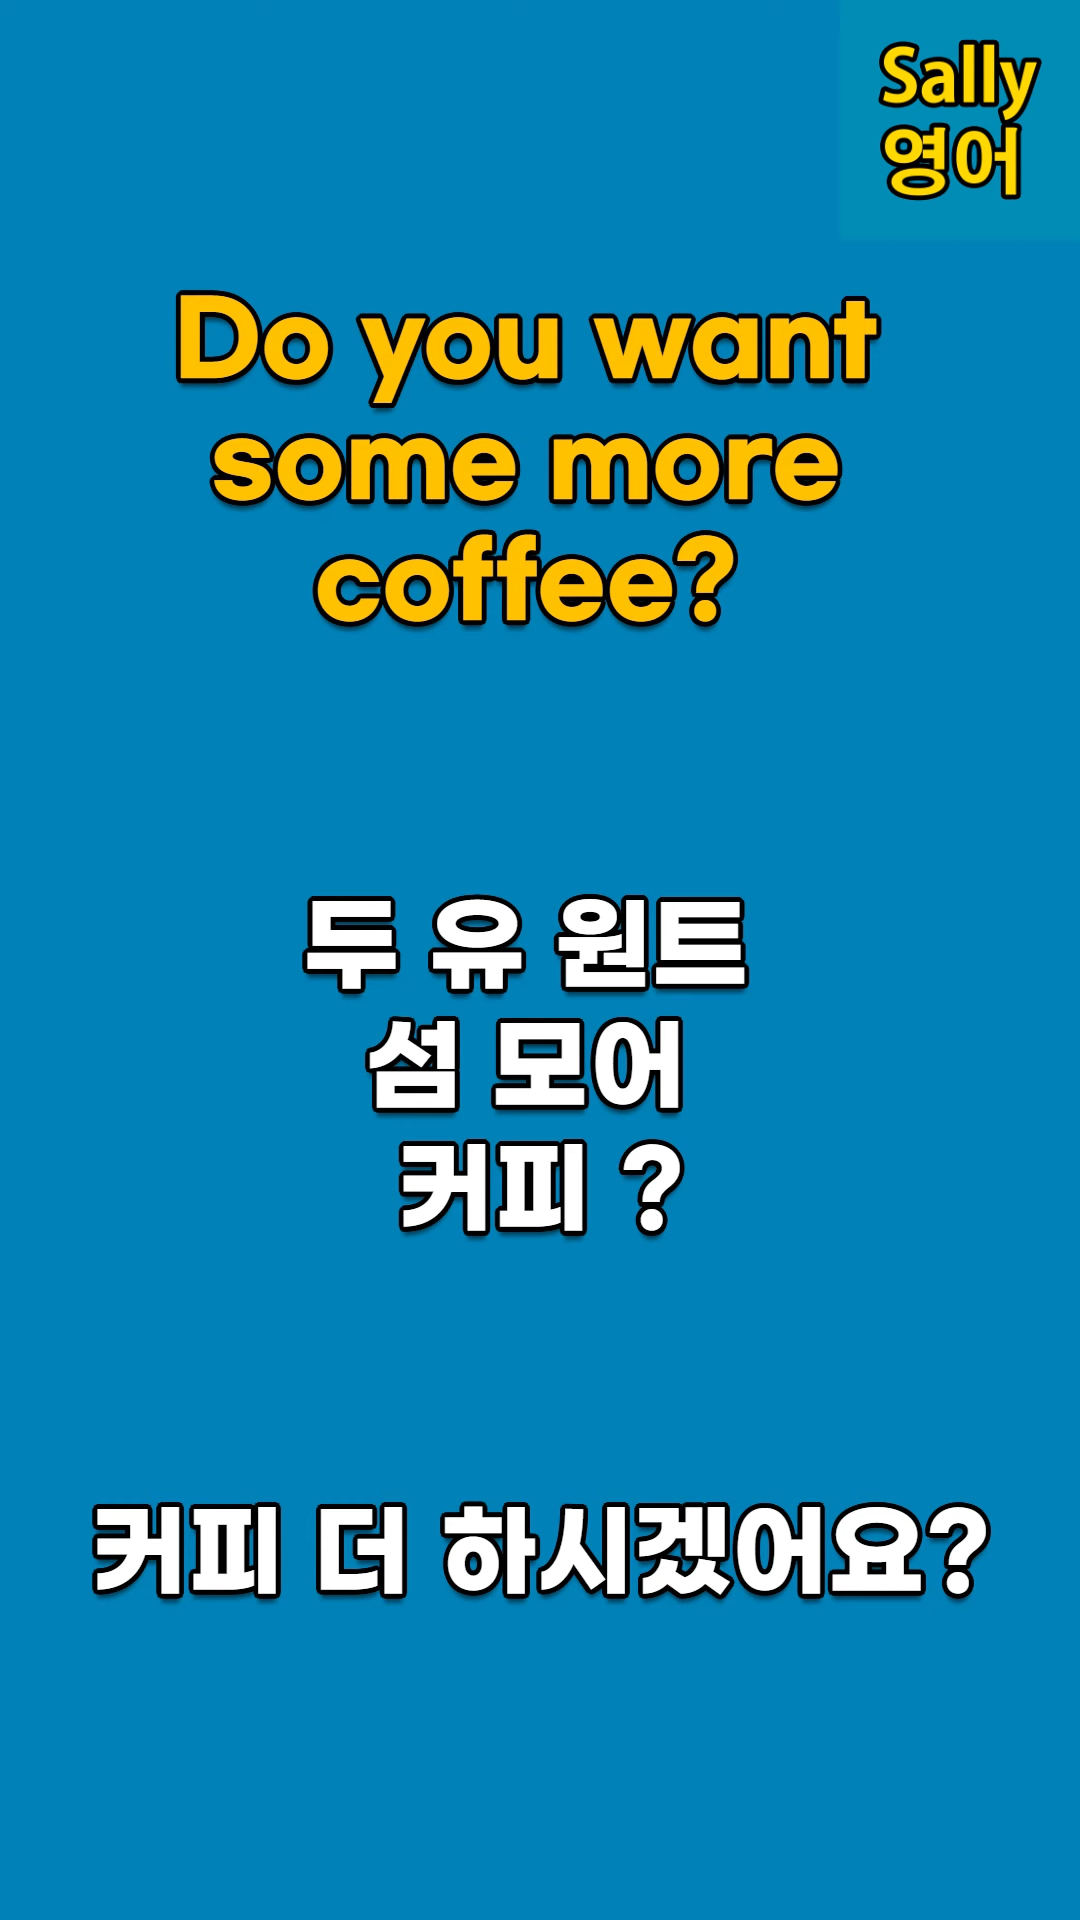 Sally
영어
Do you want
some more
coffee?
두 유 원트
섬 모어
커피 ?
커피 더 하시겠어요?